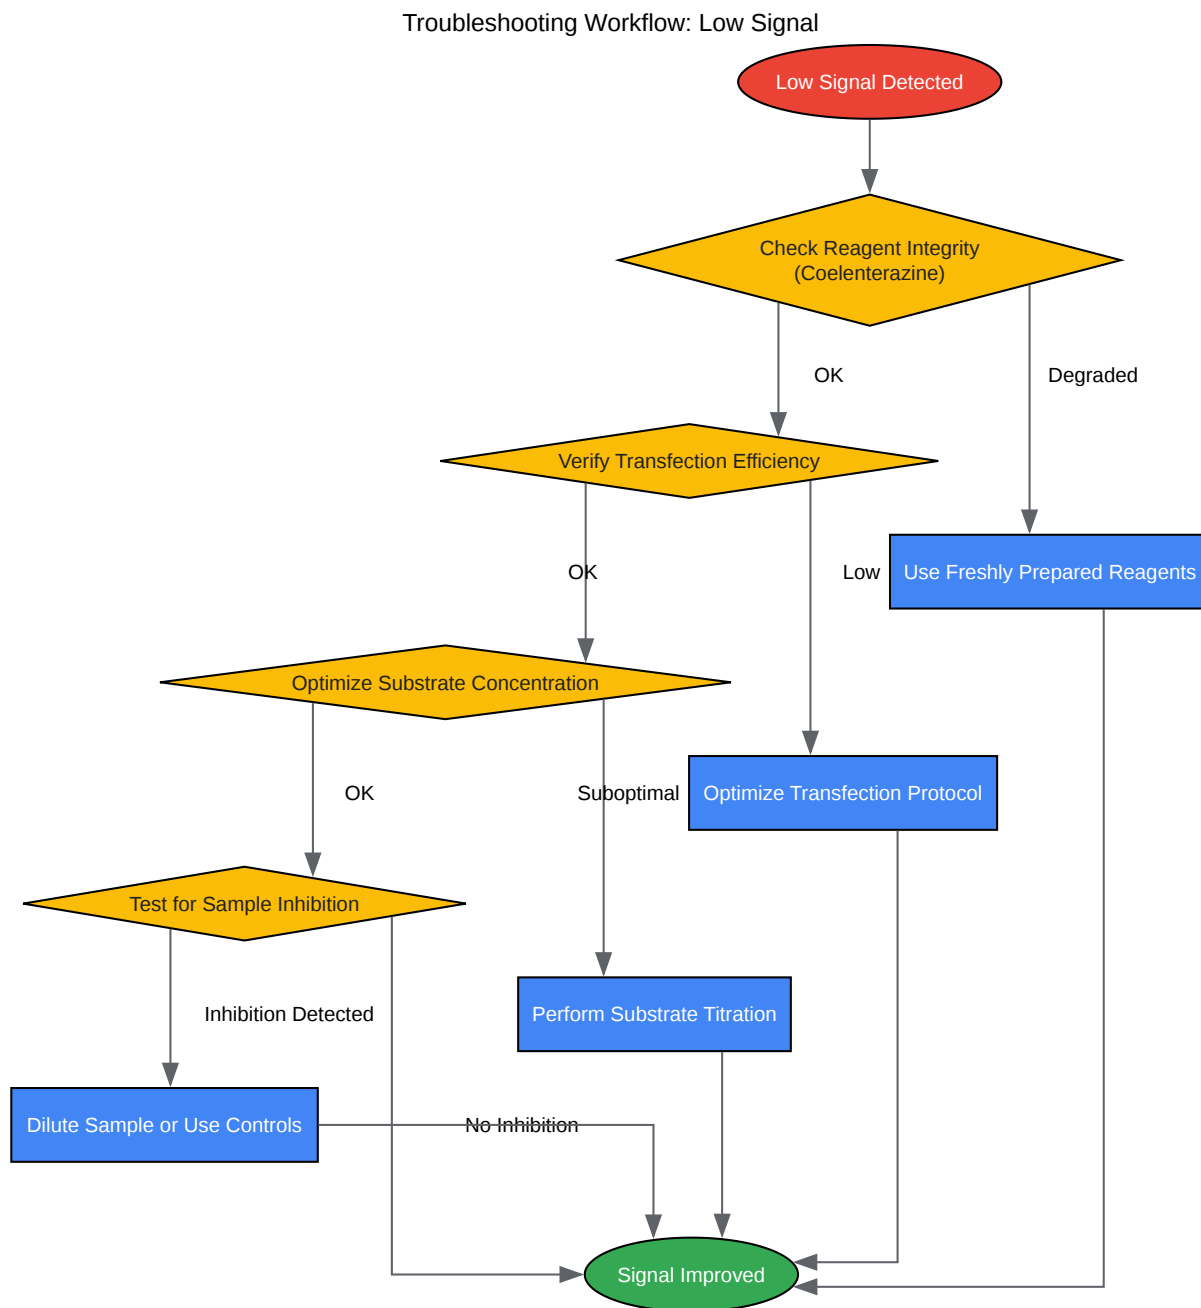 Troubleshooting Workflow: Low Signal
Low Signal Detected
Check Reagent Integrity
(Coelenterazine)
OK
Degraded
Verify Transfection Efficiency
OK
Low
Use Freshly Prepared Reagents
Optimize Substrate Concentration
OK
Suboptimal
Optimize Transfection Protocol
Test for Sample Inhibition
Inhibition Detected
Perform Substrate Titration
Dilute Sample or Use Controls
No Inhibition
Signal Improved